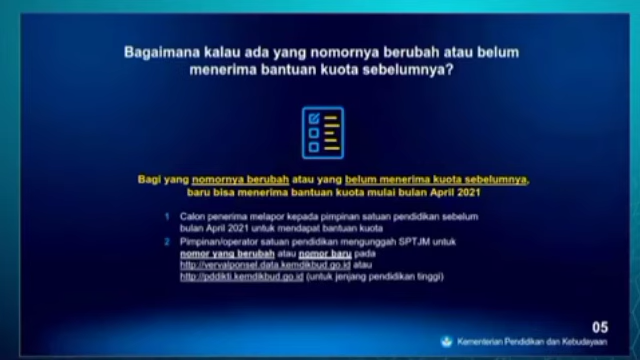 Bagaimana kalau ada yang nomornya berubah atau belum
menerima bantuan kuota sebelumnya?
Bagi yang nomornya berubah atau yang belum menerima kuota sebelumnya,
baru bisa menerima bantuan kuota mulai bulan April 2021
1 Calon penerima melapor kepada pimpinan satuan pendidikan sebelum
bulan April 2021 untuk mendapat bantuan kuota
2 Pimpinan/operator satuan pendidikan mengunggah SPTJM untuk
nomor yang berubah atau nomor baru pada
http://vervalponsel.data.kemdikbud.go.id atau
http://pddikti.kemdikbud.go.id (untuk jenjang pendidikan tinggi)
05
Kementerian Pendidikan dan Kebudayaan